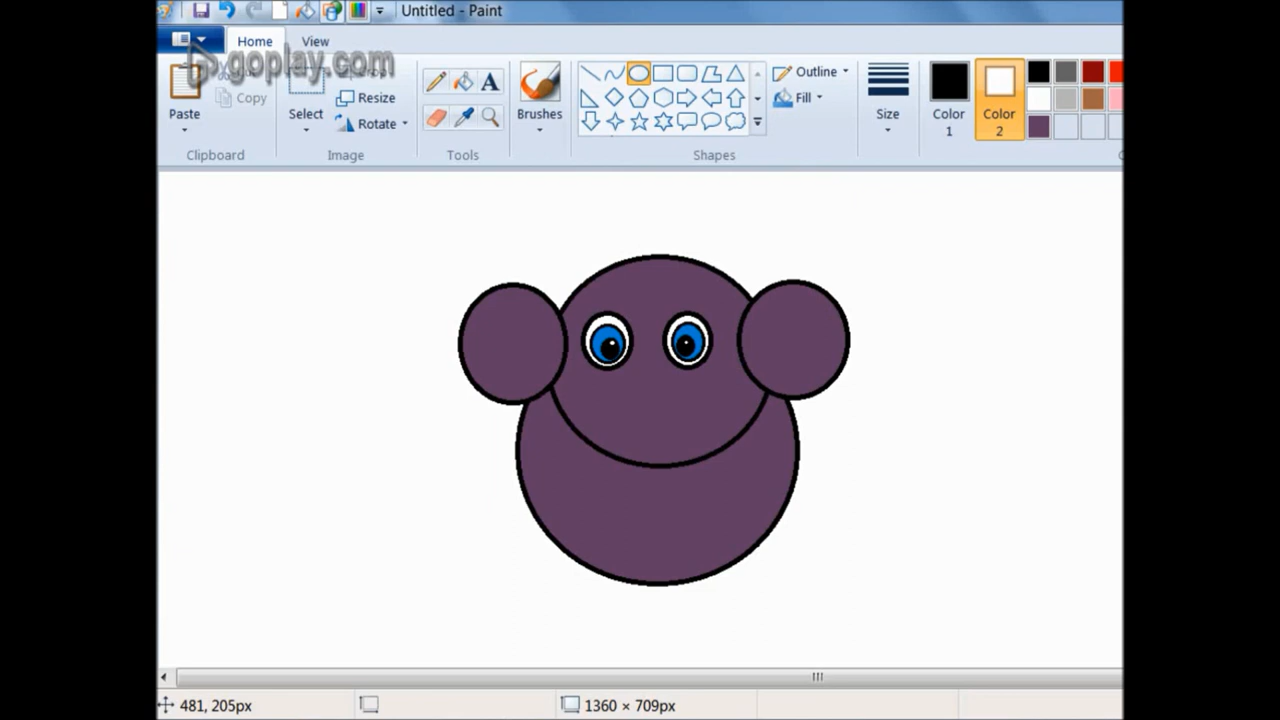 Untitled - Paint
Home View
goplay.com
Paste
Copy
Select
Resize
Rotate
Brushes
Outline
Fill
Size
Color 1
Color 2
Clipboard Image Tools Shapes
481, 205px 1360 × 709px